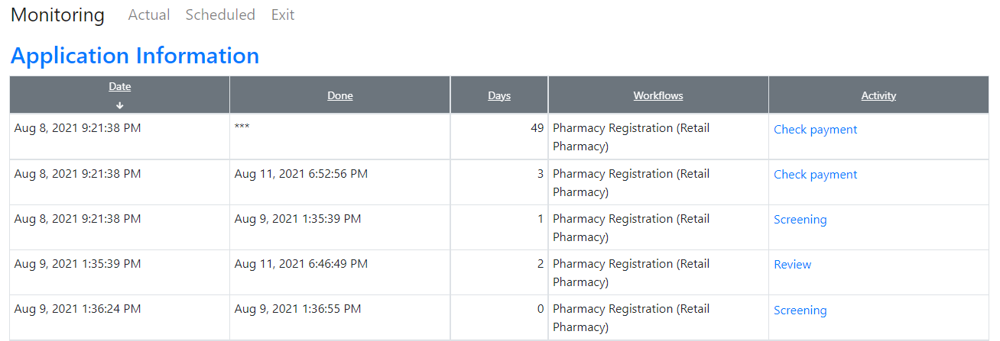 Monitoring Actual Scheduled Exit
Application Information
Date Done Days Workflows Activity
Aug 8, 2021 9:21:38 PM *** 49 Pharmacy Registration (Retail Check payment
Pharmacy)
Aug 8, 2021 9:21:38 PM Aug 11, 2021 6:52:56 PM 3 Pharmacy Registration (Retail Check payment
Pharmacy)
Aug 8, 2021 9:21:38 PM Aug 9, 2021 1:35:39 PM 1 Pharmacy Registration (Retail Screening
Pharmacy)
Aug 9, 2021 1:35:39 PM Aug 11, 2021 6:46:49 PM 2 Pharmacy Registration (Retail Review
Pharmacy)
Aug 9, 2021 1:36:24 PM Aug 9, 2021 1:36:55 PM 0 Pharmacy Registration (Retail Screening
Pharmacy)